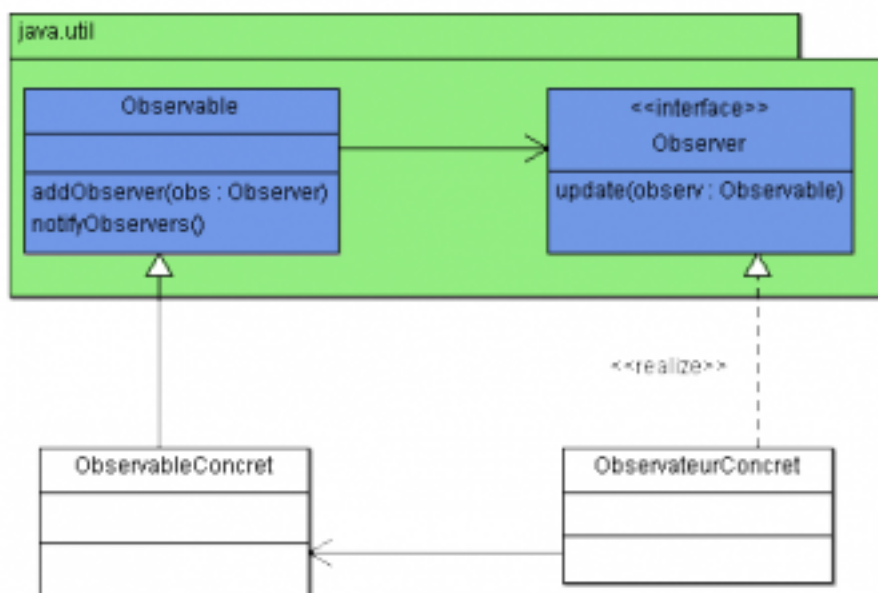 java.util
Observable
addObserver(obs : Observer)
notifyObservers()
<<interface>>
Observer
update(observ : Observable)
<<realize>>
ObservableConcret
ObservateurConcret